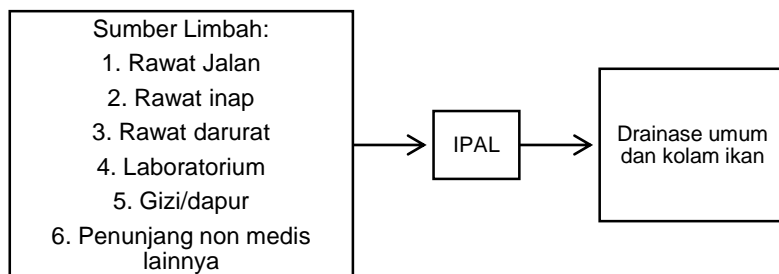 Sumber Limbah:
1. Rawat Jalan
2. Rawat inap
3. Rawat darurat
4. Laboratorium
5. Gizi/dapur
6. Penunjang non medis
lainnya
IPAL
Drainase umum
dan kolam ikan